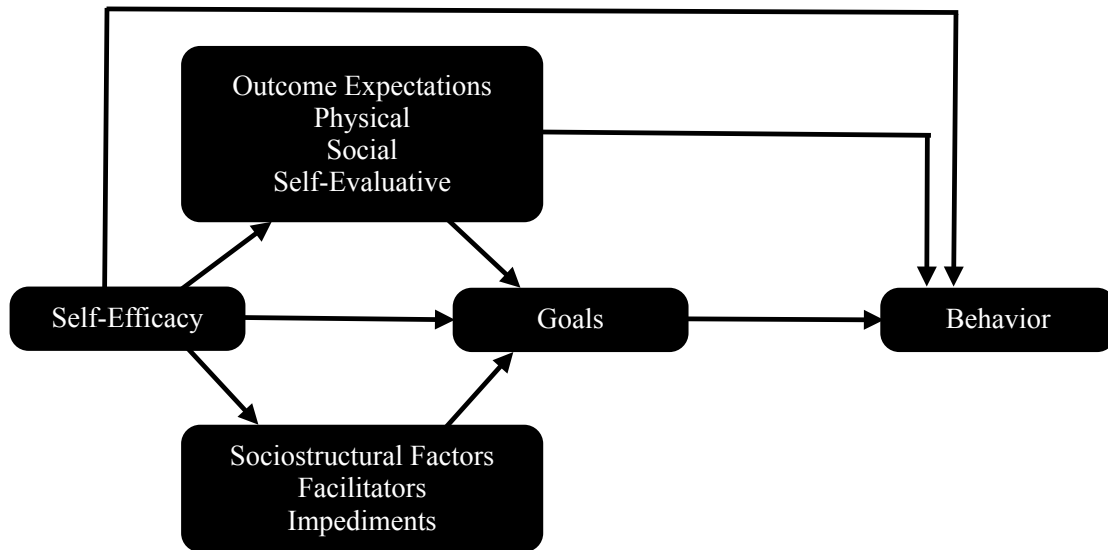 Outcome Expectations
Physical
Social
Self-Evaluative
Self-Efficacy
Goals
Behavior
Sociostructural Factors
Facilitators
Impediments